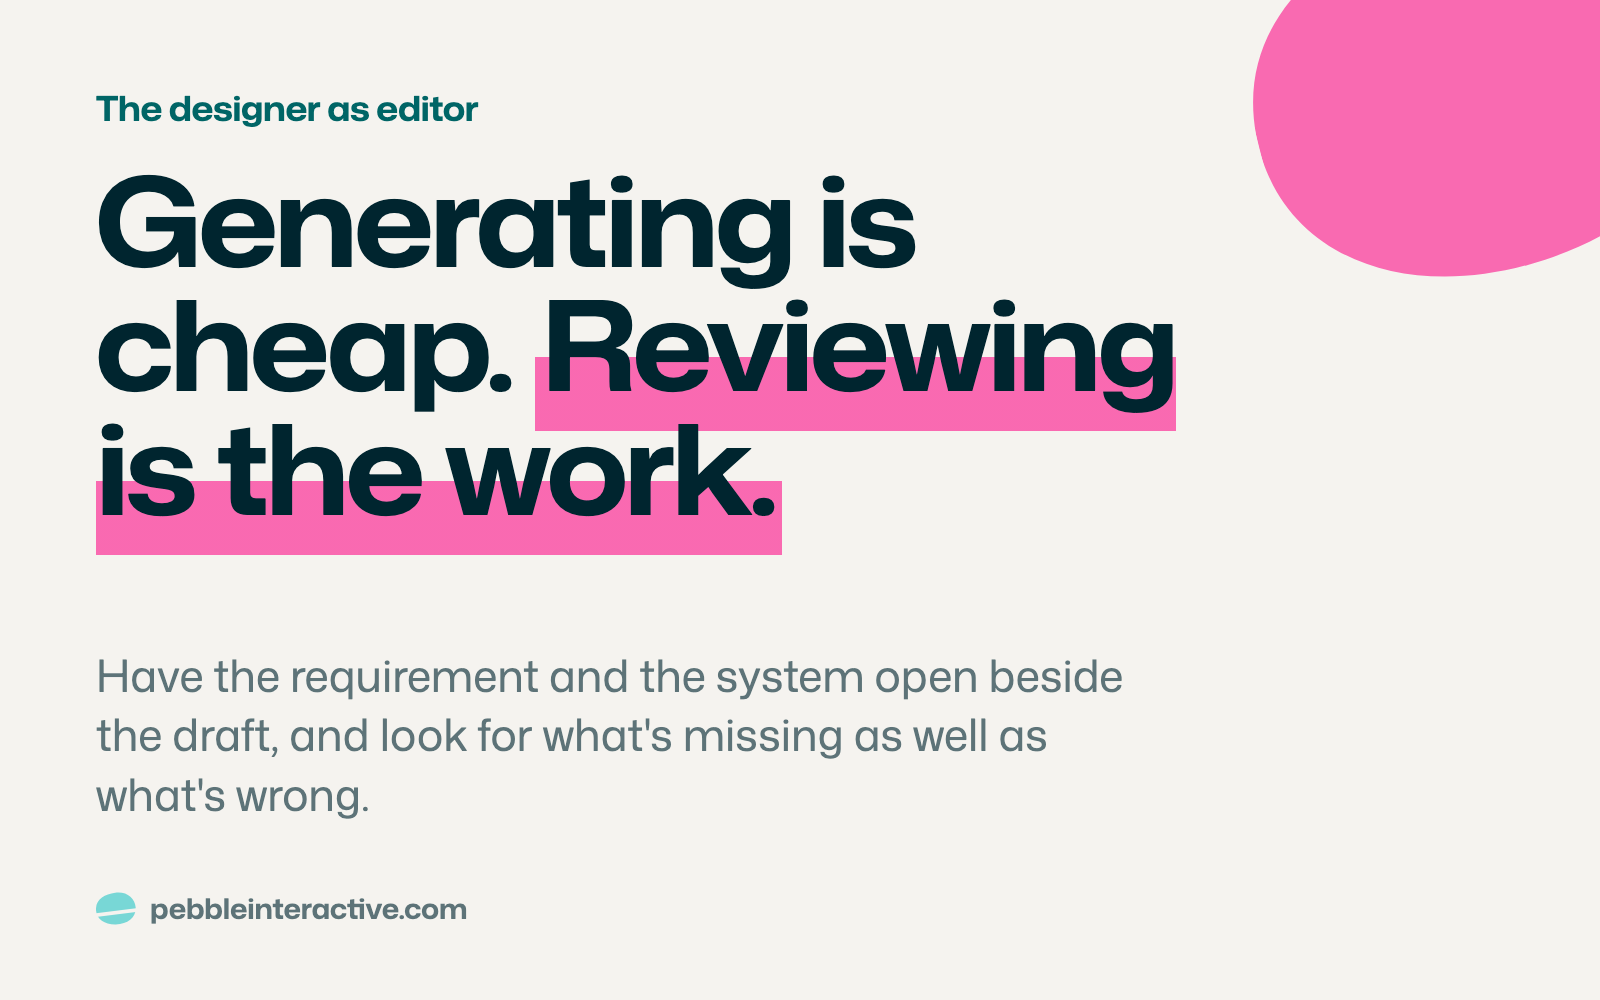 The designer as editor
Generating is
cheap. Reviewing
is the work.
Have the requirement and the system open beside
the draft, and look for what's missing as well as
what's wrong.
pebbleinteractive.com